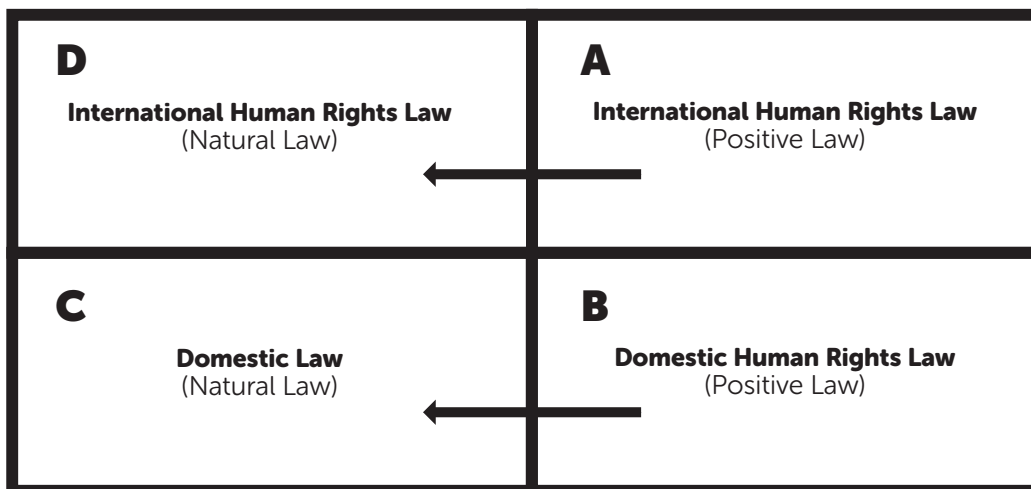 D
International Human Rights Law
(Natural Law)
A
International Human Rights Law
(Positive Law)
C
Domestic Law
(Natural Law)
B
Domestic Human Rights Law
(Positive Law)